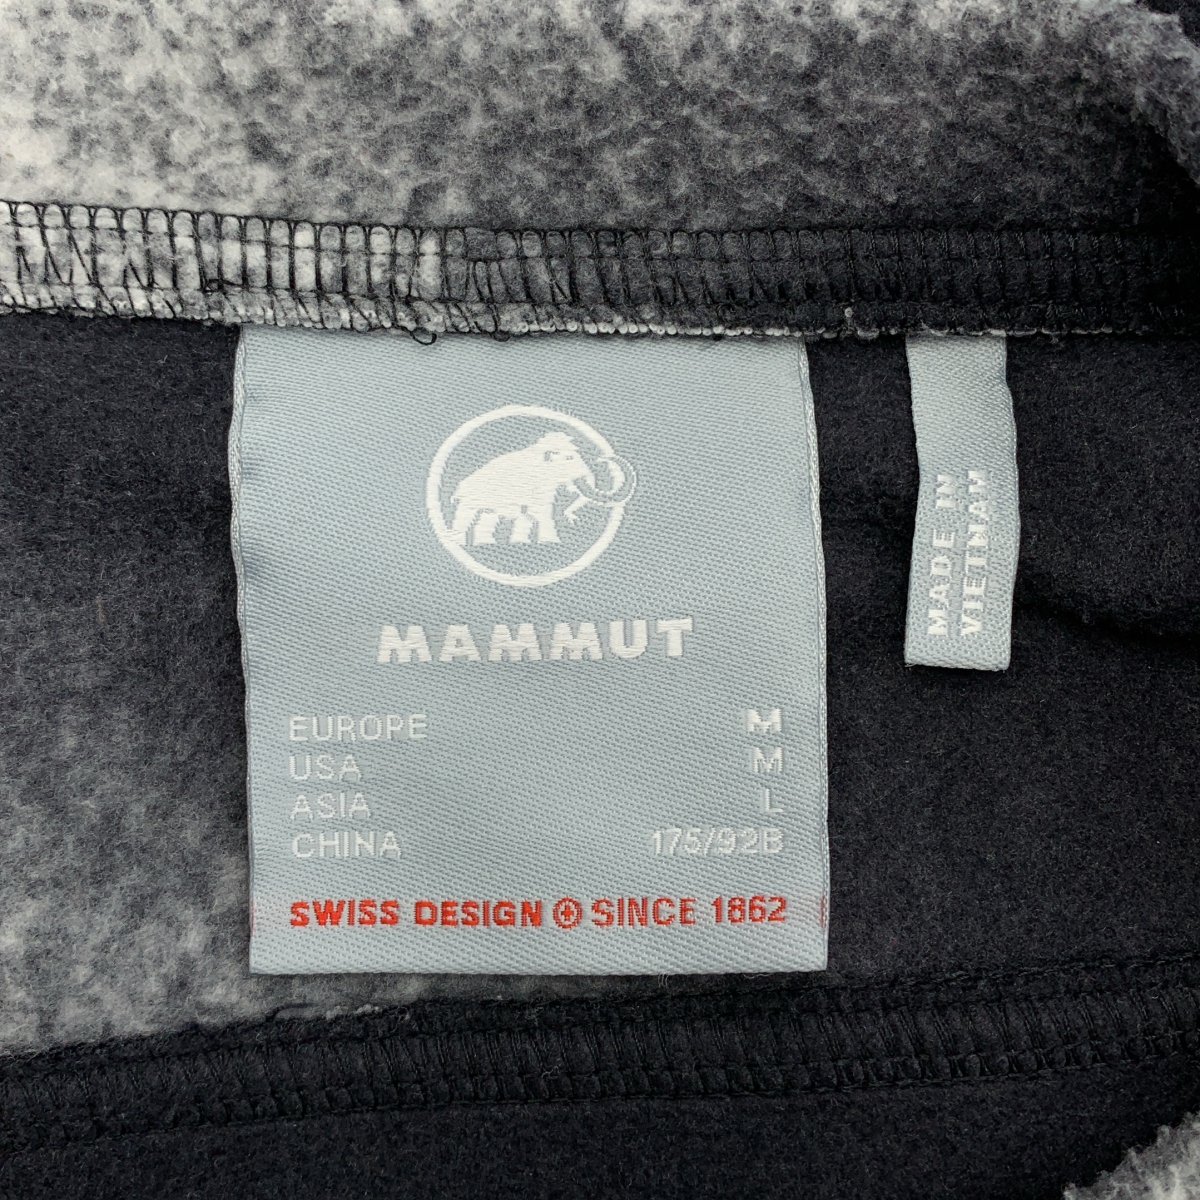 MAMMUT
EUROPE M
USA M
ASIA L
CHINA 175/92B
SWISS DESIGN SINCE 1862
MADE IN
VIETNAM